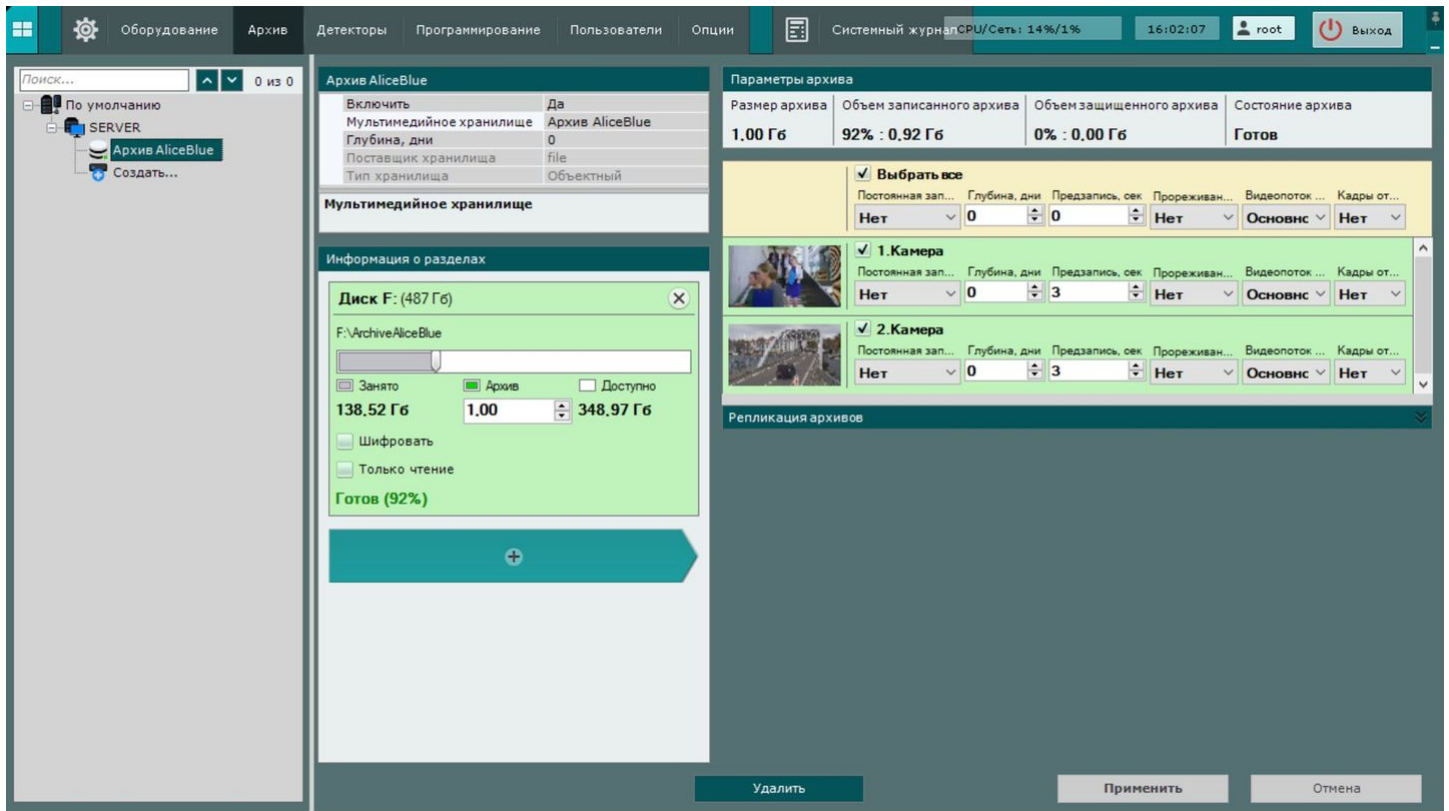 Оборудование Архив Детекторы Программирование Пользователи Опции Системный журнал CPU/Сеть: 14%/1% 16:02:07 root Выход
Поиск... 0 из 0
По умолчанию
SERVER
Архив AliceBlue
Создать...
Архив AliceBlue
Включить Да
Мультимедийное хранилище Архив AliceBlue
Глубина, дни 0
Поставщик хранилища file
Тип хранилища Объектный
Мультимедийное хранилище
Информация о разделах
Диск F: (487 Гб)
F:\ArchiveAliceBlue
Занято Архив Доступно
138,52 Гб 1,00 348,97 Гб
Шифровать
Только чтение
Готов (92%)
Параметры архива
Размер архива Объем записанного архива Объем защищенного архива Состояние архива
1,00 Гб 92% : 0,92 Гб 0% : 0,00 Гб Готов
Выбрать все
Постоянная зап... Глубина, дни Предзапись, сек Прореживан... Видеопоток ... Кадры от...
Нет 0 0 Нет Основнс Нет
1.Камера
Постоянная зап... Глубина, дни Предзапись, сек Прореживан... Видеопоток ... Кадры от...
Нет 0 3 Нет Основнс Нет
2.Камера
Постоянная зап... Глубина, дни Предзапись, сек Прореживан... Видеопоток ... Кадры от...
Нет 0 3 Нет Основнс Нет
Репликация архивов
Удалить Применить Отмена